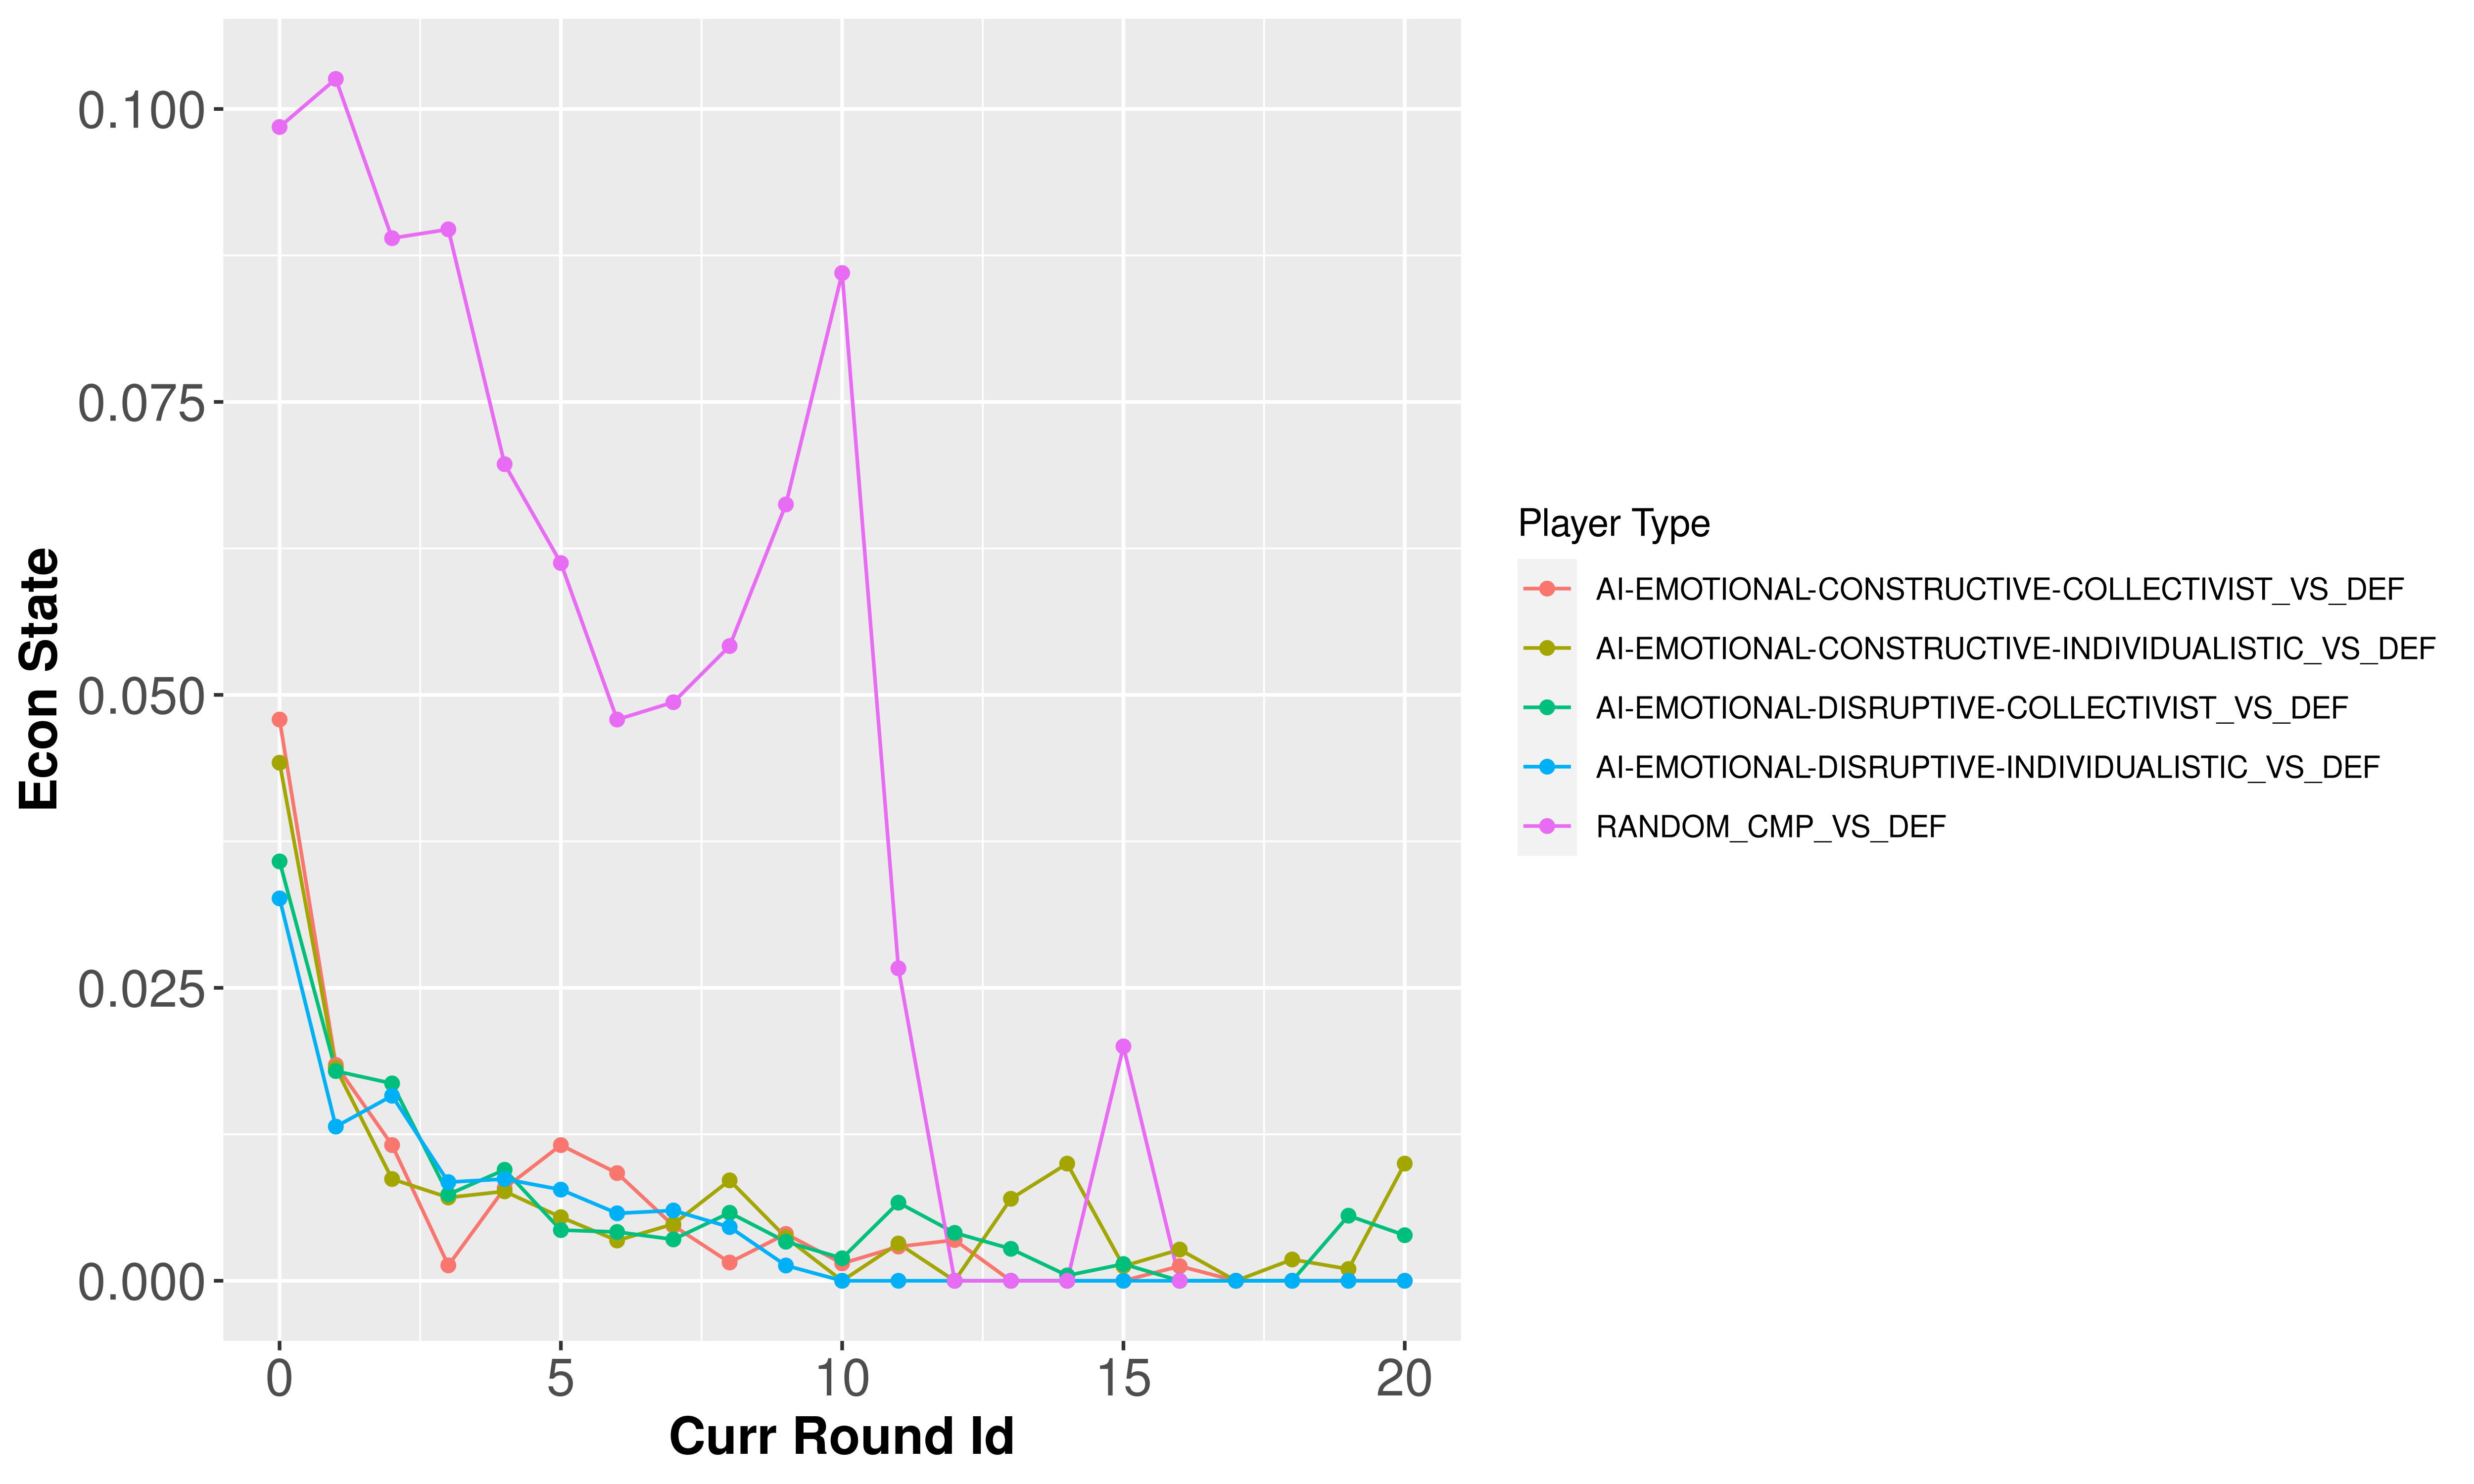 0.100
0.075
0.050
0.025
0.000
Econ State
0
5
10
15
20
Curr Round Id
Player Type
AI-EMOTIONAL-CONSTRUCTIVE-COLLECTIVIST_VS_DEF
AI-EMOTIONAL-CONSTRUCTIVE-INDIVIDUALISTIC_VS_DEF
AI-EMOTIONAL-DISRUPTIVE-COLLECTIVIST_VS_DEF
AI-EMOTIONAL-DISRUPTIVE-INDIVIDUALISTIC_VS_DEF
RANDOM_CMP_VS_DEF